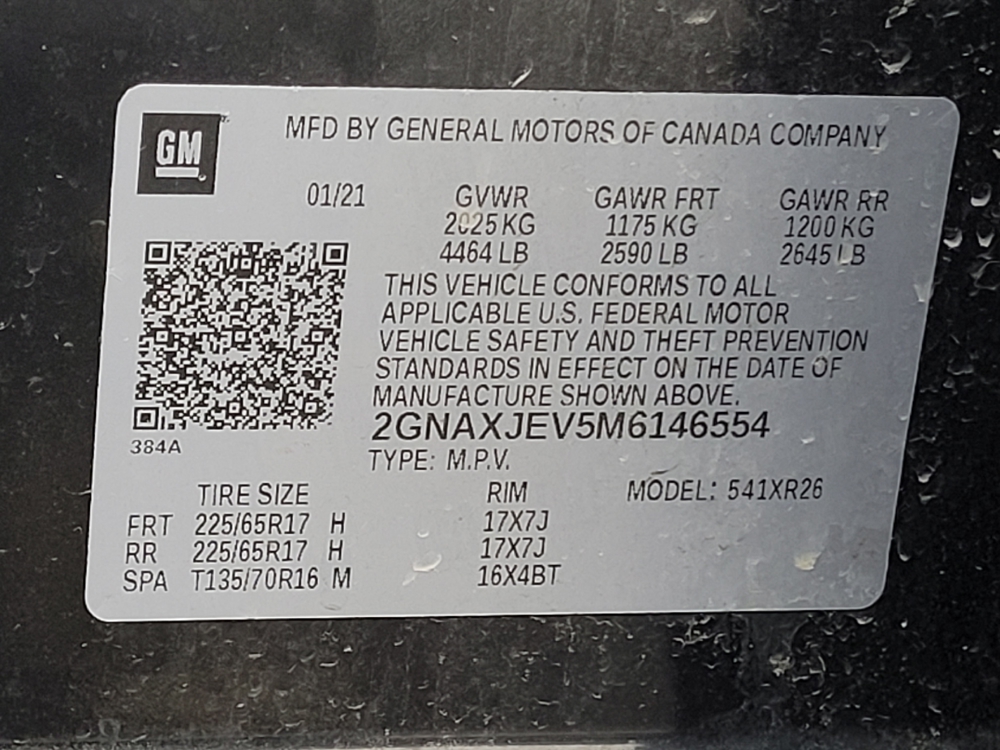 GM
MFD BY GENERAL MOTORS OF CANADA COMPANY
01/21 GVWR GAWR FRT GAWR RR
2025 KG 1175 KG 1200 KG
4464 LB 2590 LB 2645 LB
THIS VEHICLE CONFORMS TO ALL
APPLICABLE U.S. FEDERAL MOTOR
VEHICLE SAFETY AND THEFT PREVENTION
STANDARDS IN EFFECT ON THE DATE OF
MANUFACTURE SHOWN ABOVE.
2GNAXJEV5M6146554
384A
TYPE: M.P.V.
TIRE SIZE RIM MODEL: 541XR26
FRT 225/65R17 H 17X7J
RR 225/65R17 H 17X7J
SPA T135/70R16 M 16X4BT